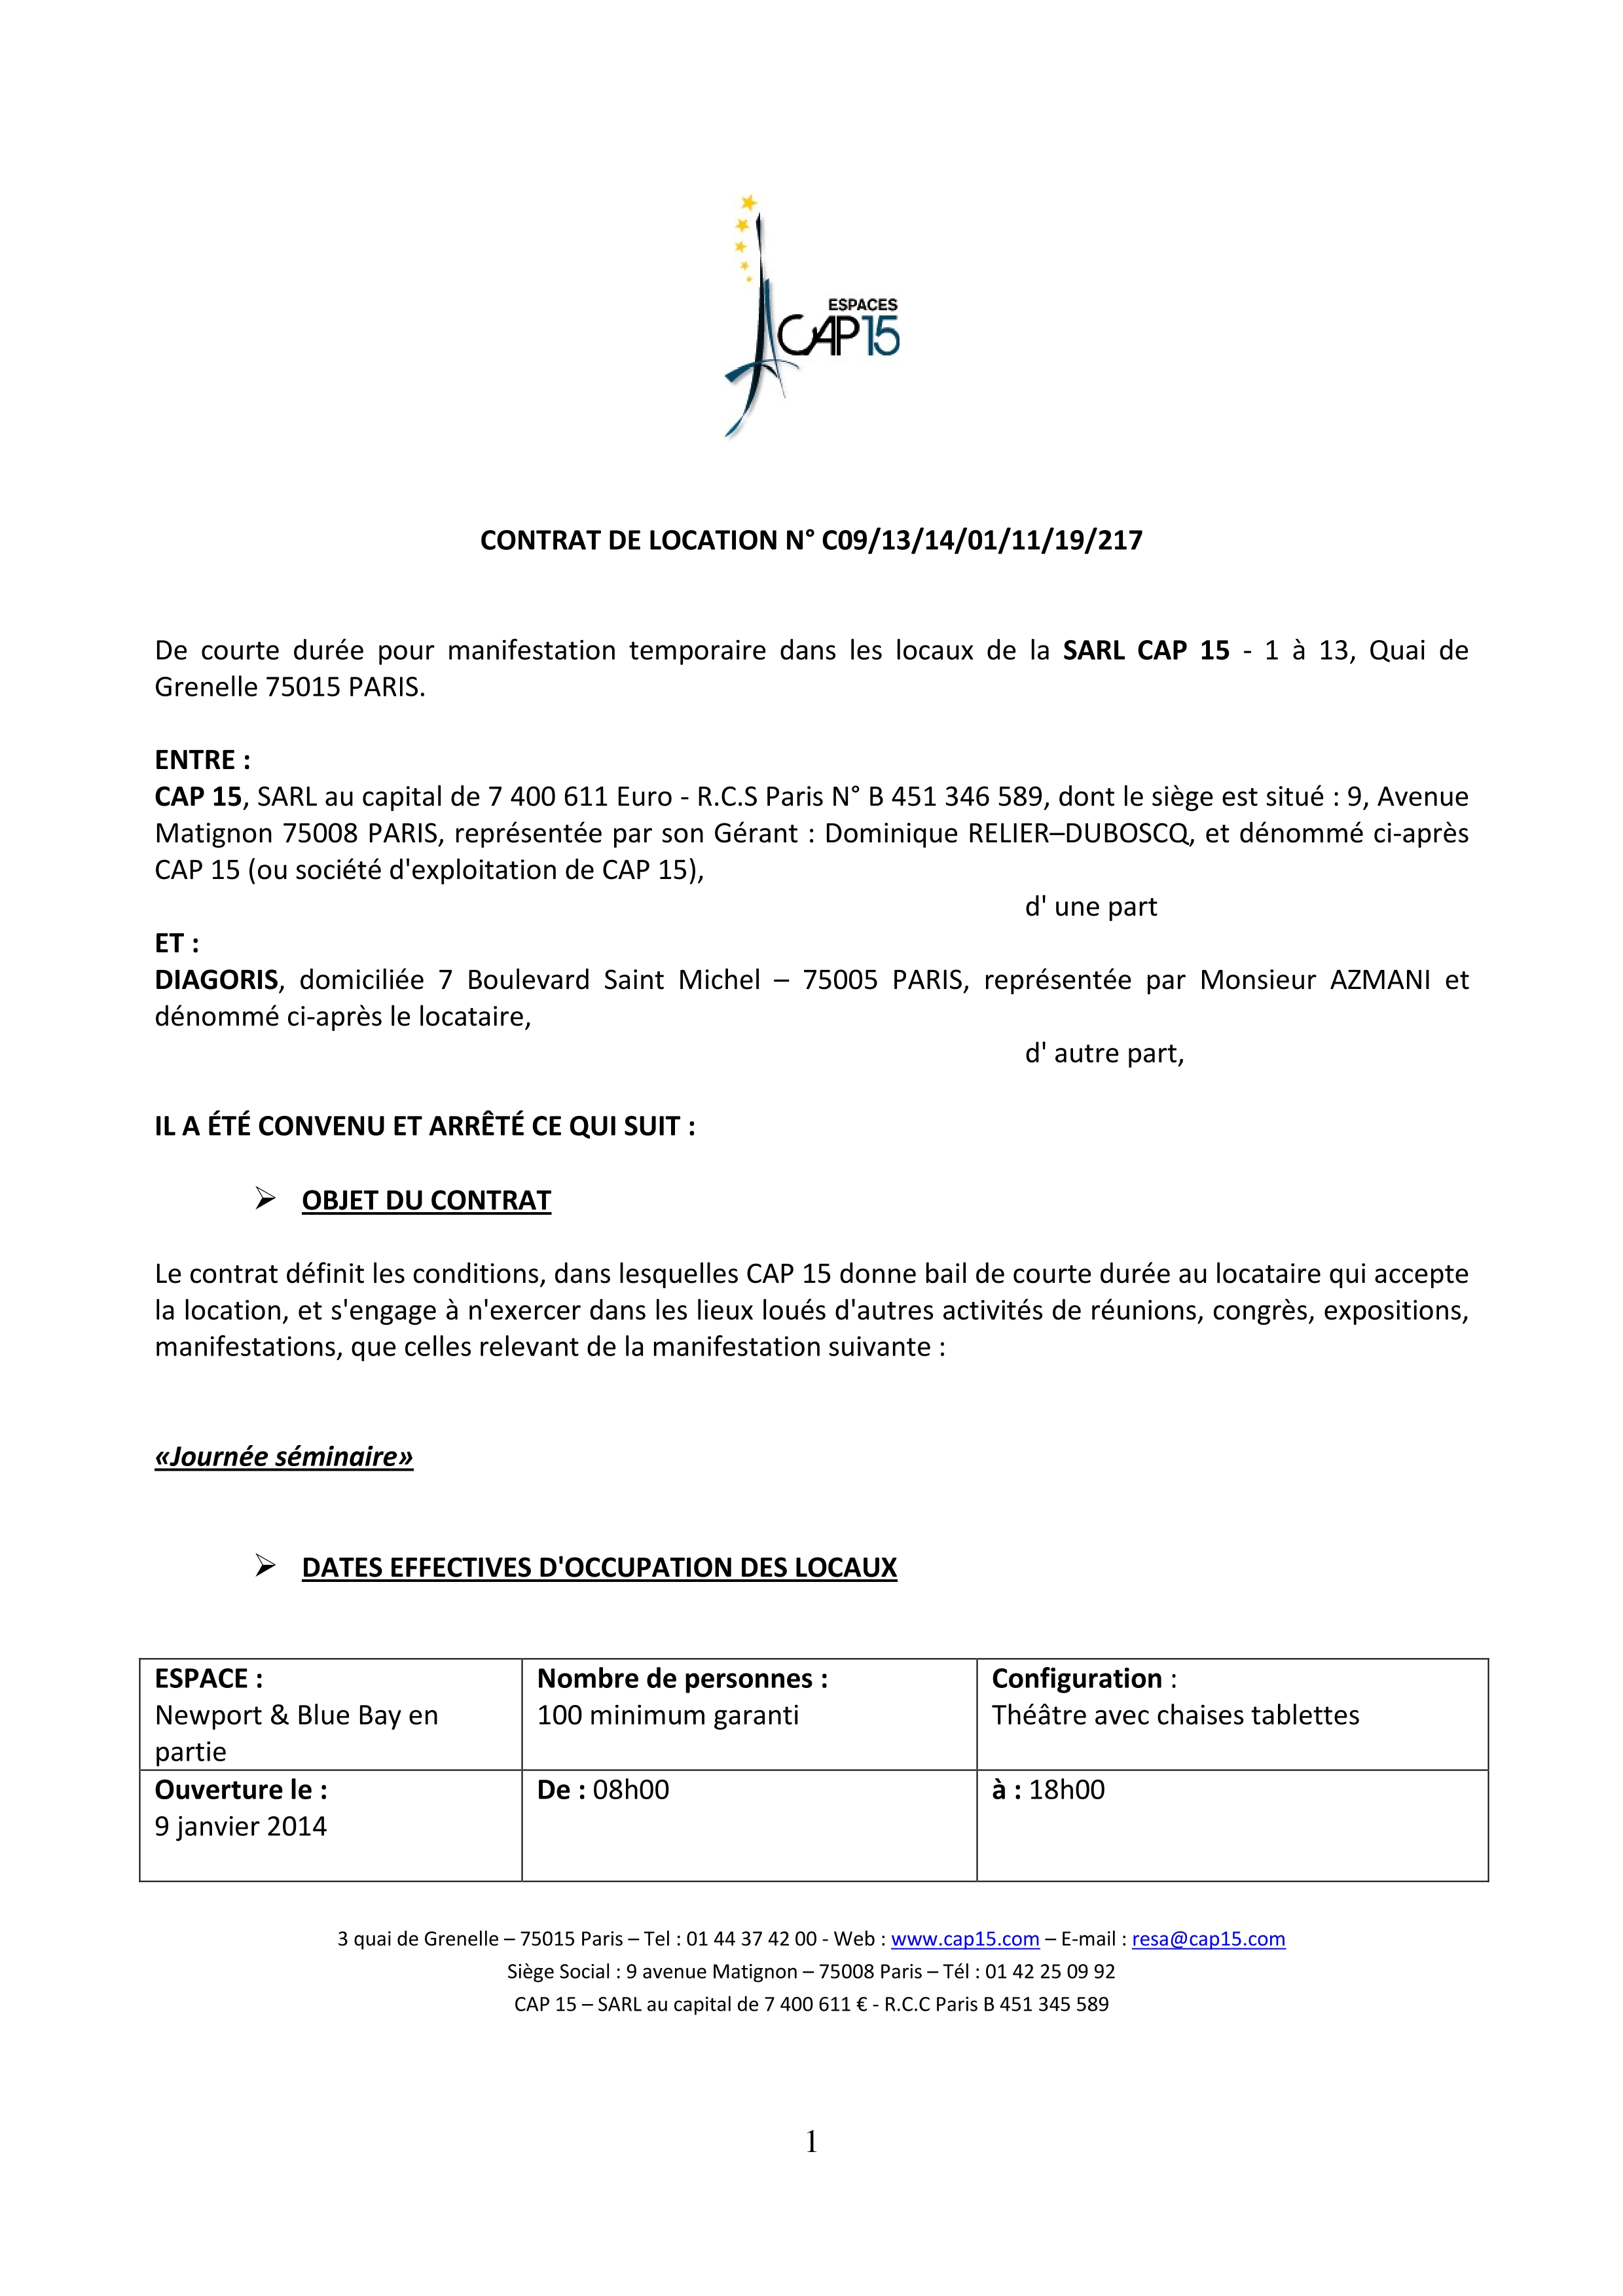 ESPACES
CAP15
CONTRAT DE LOCATION N° C09/13/14/01/11/19/217
De courte durée pour manifestation temporaire dans les locaux de la SARL CAP 15 - 1 à 13, Quai de
Grenelle 75015 PARIS.
ENTRE :
CAP 15, SARL au capital de 7 400 611 Euro - R.C.S Paris N° B 451 346 589, dont le siège est situé : 9, Avenue
Matignon 75008 PARIS, représentée par son Gérant : Dominique RELIER–DUBOSCQ, et dénommé ci-après
CAP 15 (ou société d'exploitation de CAP 15),
d' une part
ET :
DIAGORIS, domiciliée 7 Boulevard Saint Michel – 75005 PARIS, représentée par Monsieur AZMANI et
dénommé ci-après le locataire,
d' autre part,
IL A ÉTÉ CONVENU ET ARRÊTÉ CE QUI SUIT :
➢ OBJET DU CONTRAT
Le contrat définit les conditions, dans lesquelles CAP 15 donne bail de courte durée au locataire qui accepte
la location, et s'engage à n'exercer dans les lieux loués d'autres activités de réunions, congrès, expositions,
manifestations, que celles relevant de la manifestation suivante :
«Journée séminaire»
➢ DATES EFFECTIVES D'OCCUPATION DES LOCAUX
ESPACE :
Newport & Blue Bay en
partie
Nombre de personnes :
100 minimum garanti
Configuration :
Théâtre avec chaises tablettes
Ouverture le :
9 janvier 2014
De : 08h00
à : 18h00
3 quai de Grenelle – 75015 Paris – Tel : 01 44 37 42 00 - Web : www.cap15.com – E-mail : resa@cap15.com
Siège Social : 9 avenue Matignon – 75008 Paris – Tél : 01 42 25 09 92
CAP 15 – SARL au capital de 7 400 611 € - R.C.C Paris B 451 345 589
1